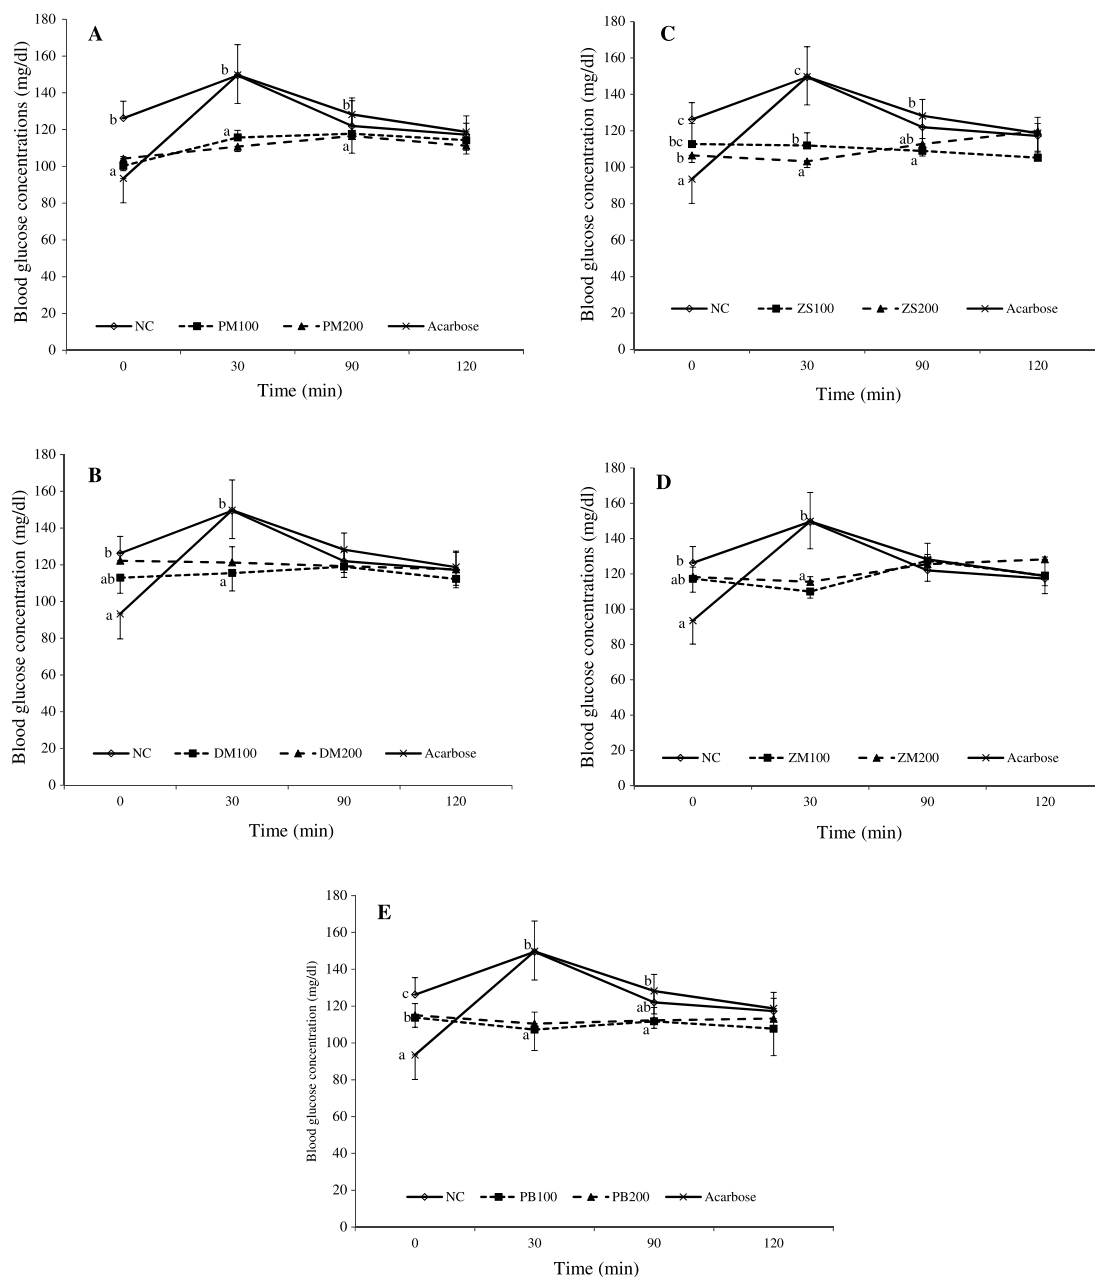 A
Blood glucose concentrations (mg/dl)
180
160
140
120
100
80
60
40
20
0
b
a
b
a
b
a
NC PM100 PM200 Acarbose
0 30 90 120
Time (min)
C
Blood glucose concentration (mg/dl)
180
160
140
120
100
80
60
40
20
0
c
bc
b
a
c
b
a
b
ab
a
NC ZS100 ZS200 Acarbose
0 30 90 120
Time (min)
B
Blood glucose concentration (mg/dl)
180
160
140
120
100
80
60
40
20
0
b
ab
a
b
a
NC DM100 DM200 Acarbose
0 30 90 120
Time (min)
D
Blood glucose concentrations (mg/dl)
180
160
140
120
100
80
60
40
20
0
b
ab
a
b
a
NC ZM100 ZM200 Acarbose
0 30 90 120
Time (min)
E
Blood glucose concentration (mg/dl)
180
160
140
120
100
80
60
40
20
0
c
b
a
b
a
b
ab
a
NC PB100 PB200 Acarbose
0 30 90 120
Time (min)